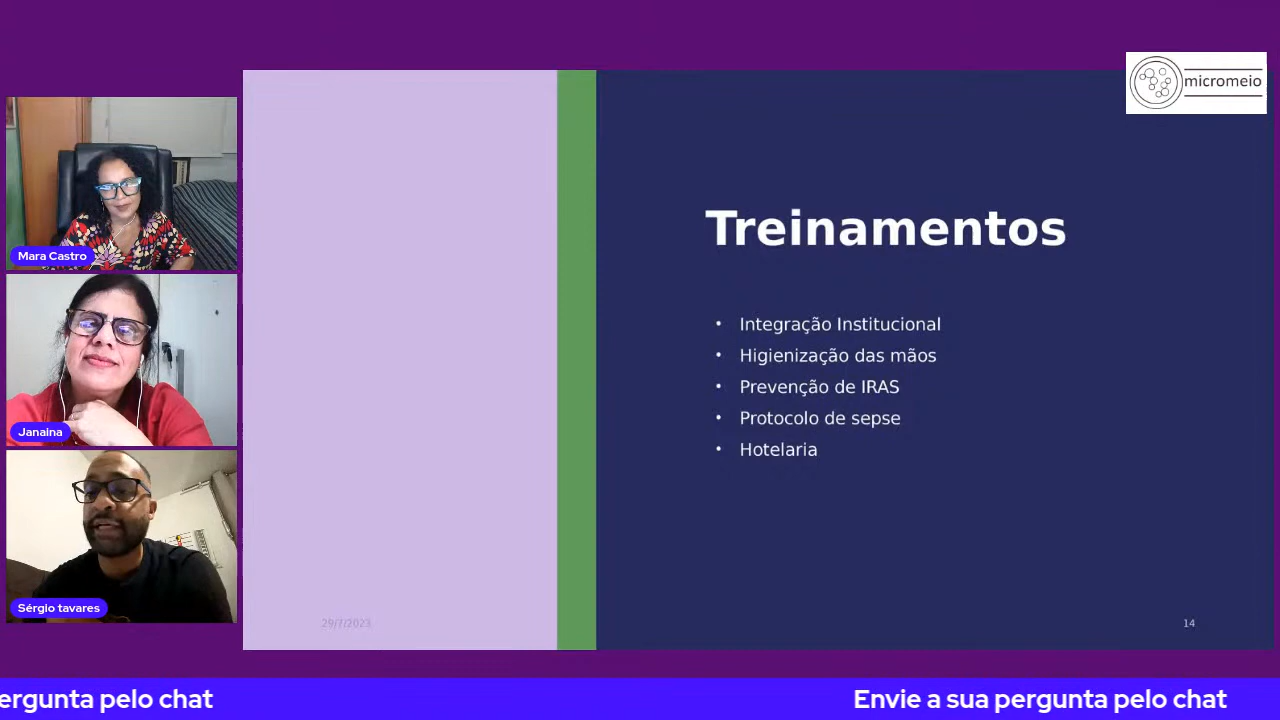 micromeio
Mara Castro
Janaina
Sérgio tavares
Treinamentos
• Integração Institucional
• Higienização das mãos
• Prevenção de IRAS
• Protocolo de sepse
• Hotelaria
29/7/2023
14
ergunta pelo chat
Envie a sua pergunta pelo chat